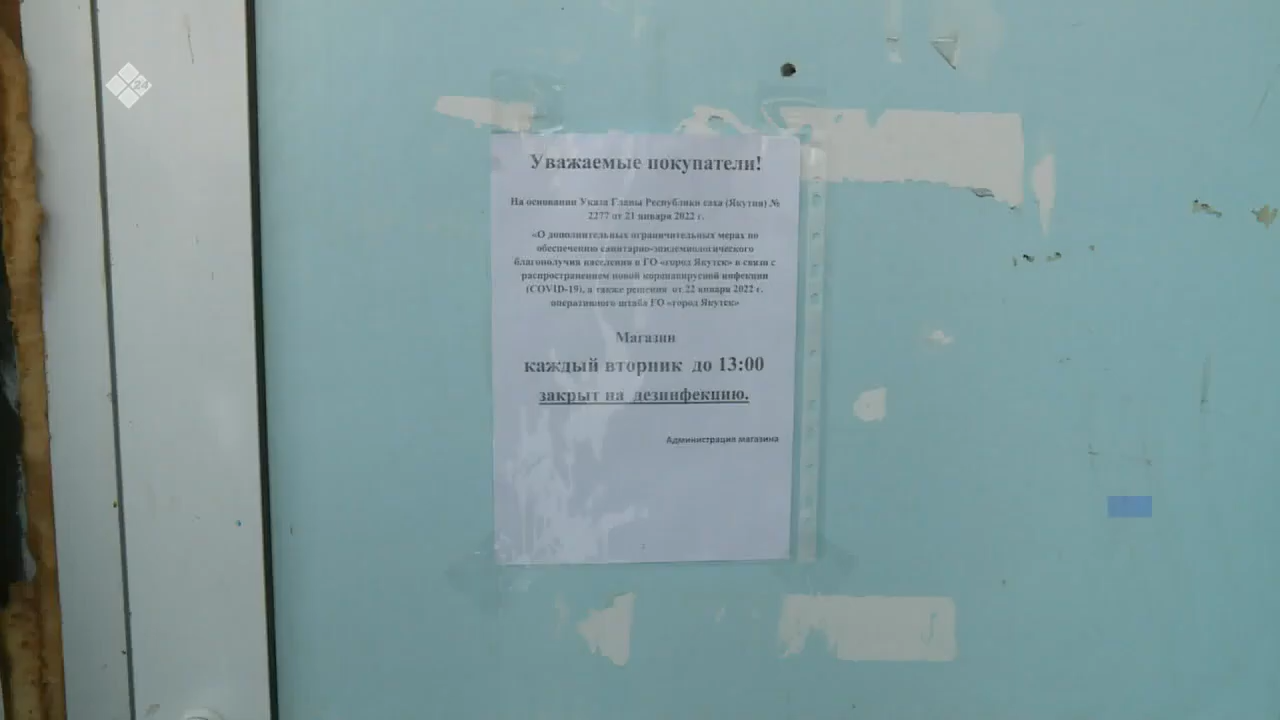 24
Уважаемые покупатели!
На основании Указа Главы Республики саха (Якутия) №
2277 от 21 января 2022 г.
«О дополнительных ограничительных мерах по
обеспечению санитарно-эпидемиологического
благополучия населения в ГО «город Якутск» в связи с
распространением новой коронавирусной инфекции
(COVID-19), а также решения от 22 января 2022 г.
оперативного штаба ГО «город Якутск»
Магазин
каждый вторник до 13:00
закрыт на дезинфекцию.
Администрация магазина